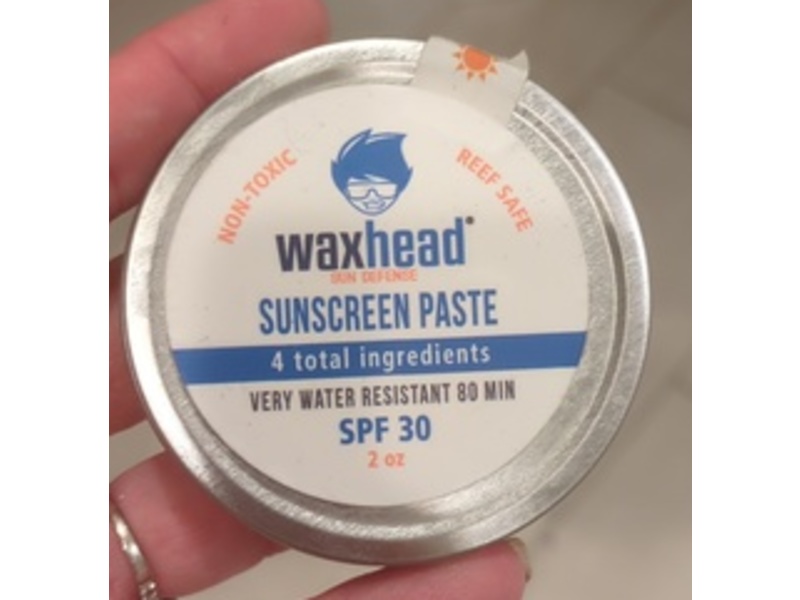 NON-TOXIC
REEF SAFE
waxhead
SUN DEFENSE
SUNSCREEN PASTE
4 total ingredients
VERY WATER RESISTANT 80 MIN
SPF 30
2 oz